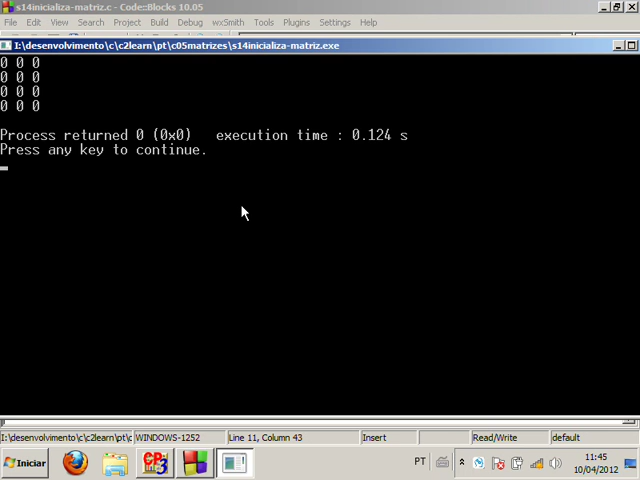 s14inicializa-matriz.c - Code::Blocks 10.05
File Edit View Search Project Build Debug wxSmith Tools Plugins Settings Help
I:\desenvolvimento\c\c2learn\pt\c05matrizes\s14inicializa-matriz.exe
0 0 0
0 0 0
0 0 0
0 0 0
Process returned 0 (0x0)   execution time : 0.124 s
Press any key to continue.
I:\desenvolvimento\c\c2learn\pt\c WINDOWS-1252 Line 11, Column 43 Insert Read/Write default
Iniciar PT 11:45
10/04/2012